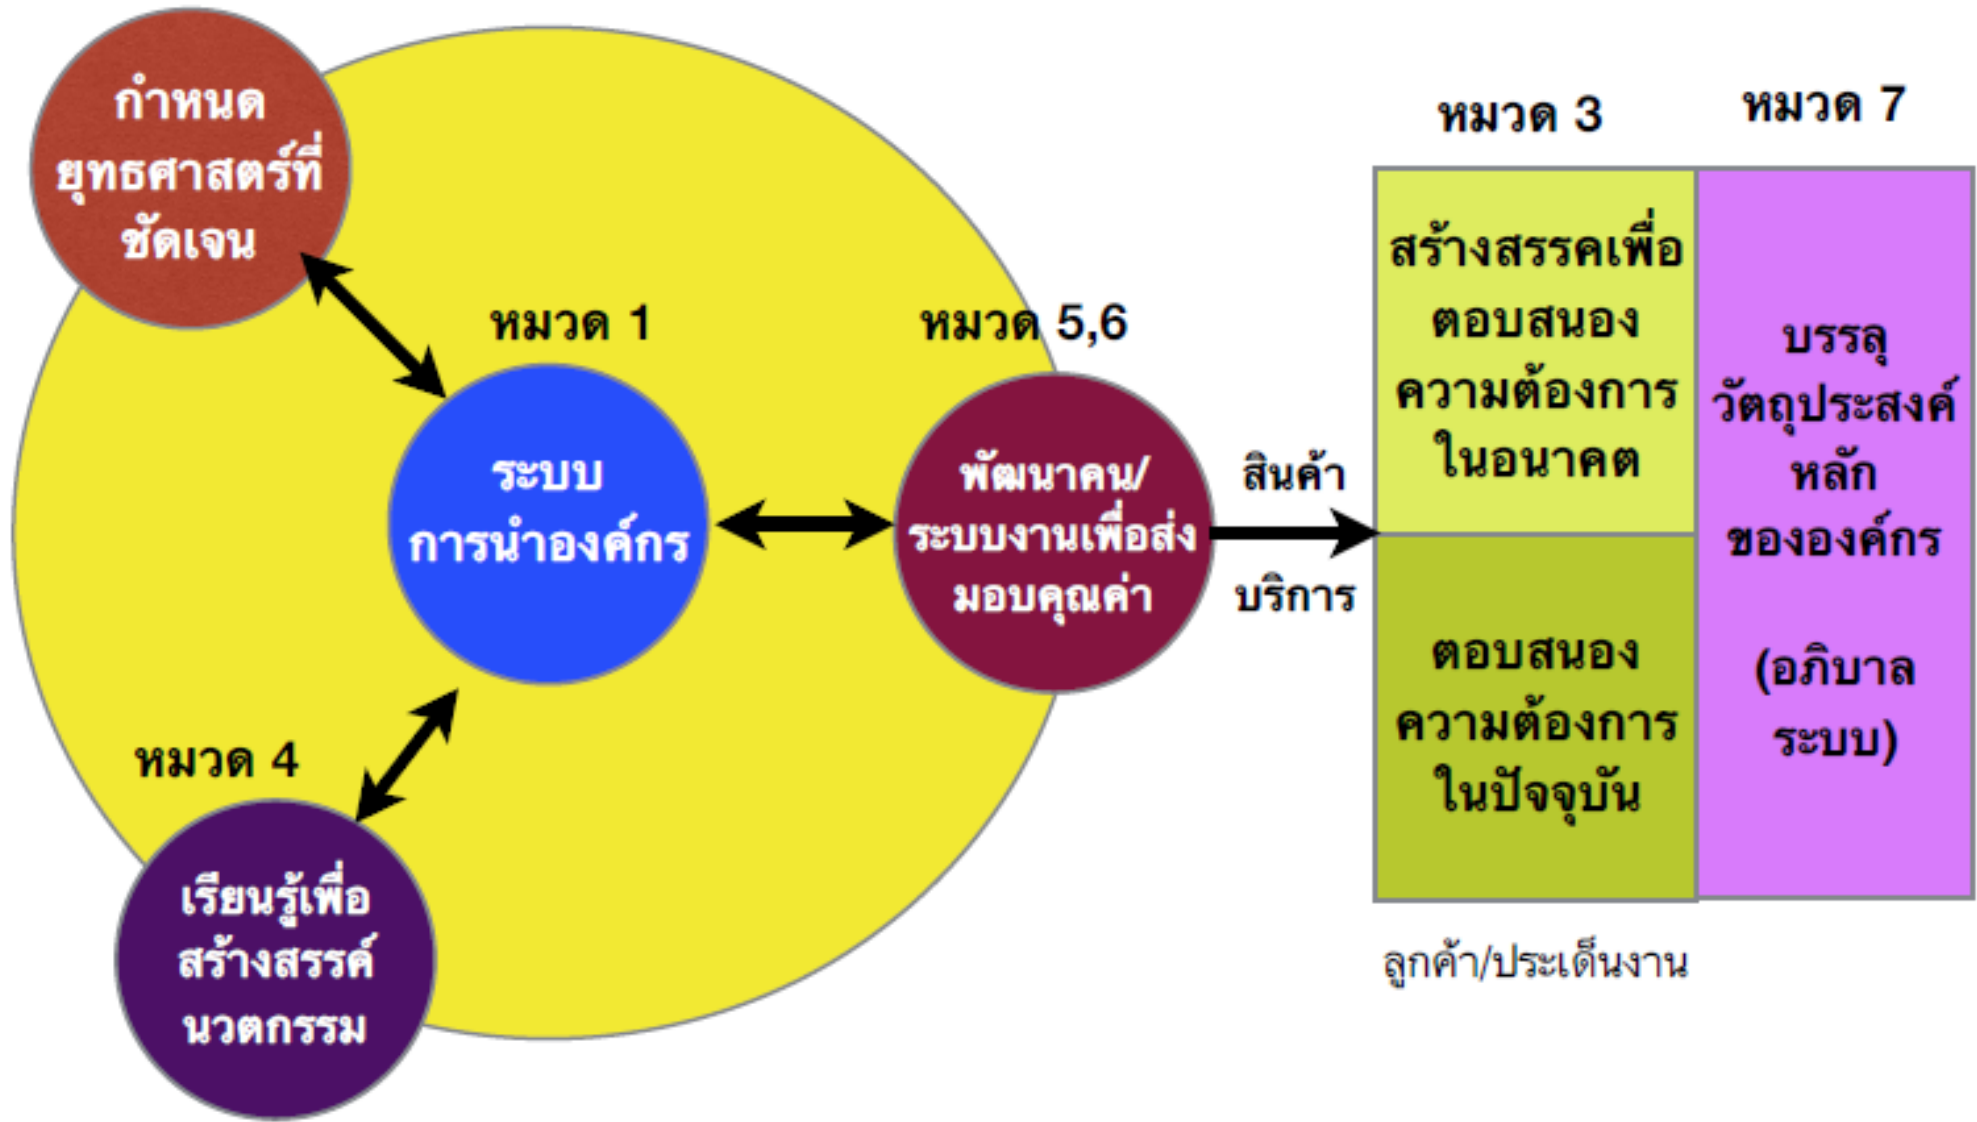 กำหนด
ยุทธศาสตร์ที่
ชัดเจน
หมวด 1
ระบบ
การนำองค์กร
หมวด 4
เรียนรู้เพื่อ
สร้างสรรค์
นวตกรรม
หมวด 5,6
พัฒนาคน/
ระบบงานเพื่อส่ง
มอบคุณค่า
สินค้า
บริการ
หมวด 3
สร้างสรรคเพื่อ
ตอบสนอง
ความต้องการ
ในอนาคต
ตอบสนอง
ความต้องการ
ในปัจจุบัน
ลูกค้า/ประเด็นงาน
หมวด 7
บรรลุ
วัตถุประสงค์
หลัก
ขององค์กร
(อภิบาล
ระบบ)